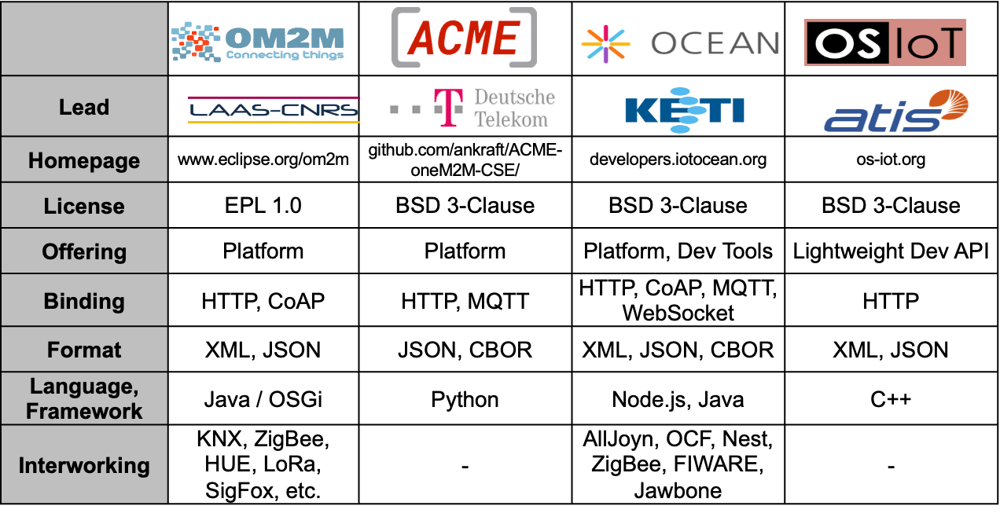 OM2M
Connecting things
[ACME]
OCEAN
OSIoT
Lead
LAAS-CNRS
T Deutsche
Telekom
KETI
atis
Homepage
www.eclipse.org/om2m
github.com/ankraft/ACME-
oneM2M-CSE/
developers.iotocean.org
os-iot.org
License
EPL 1.0
BSD 3-Clause
BSD 3-Clause
BSD 3-Clause
Offering
Platform
Platform
Platform, Dev Tools
Lightweight Dev API
Binding
HTTP, CoAP
HTTP, MQTT
HTTP, CoAP, MQTT,
WebSocket
HTTP
Format
XML, JSON
JSON, CBOR
XML, JSON, CBOR
XML, JSON
Language,
Framework
Java / OSGi
Python
Node.js, Java
C++
Interworking
KNX, ZigBee,
HUE, LoRa,
SigFox, etc.
-
AllJoyn, OCF, Nest,
ZigBee, FIWARE,
Jawbone
-